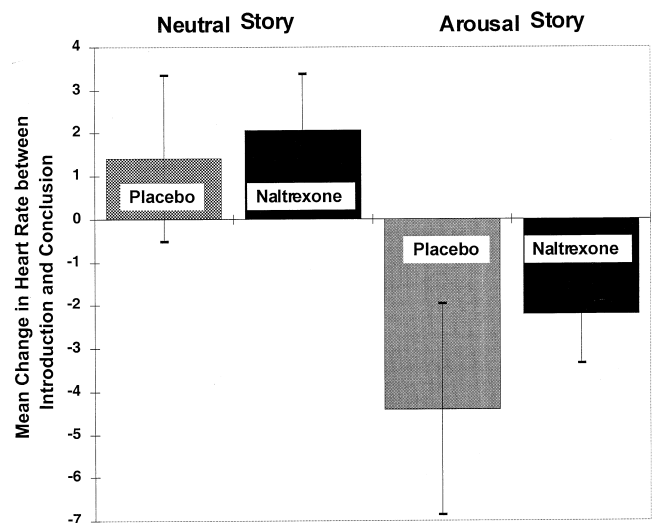 Neutral Story
Arousal Story
Mean Change in Heart Rate between
Introduction and Conclusion
4
3
2
1
0
-1
-2
-3
-4
-5
-6
-7
Placebo
Naltrexone
Placebo
Naltrexone